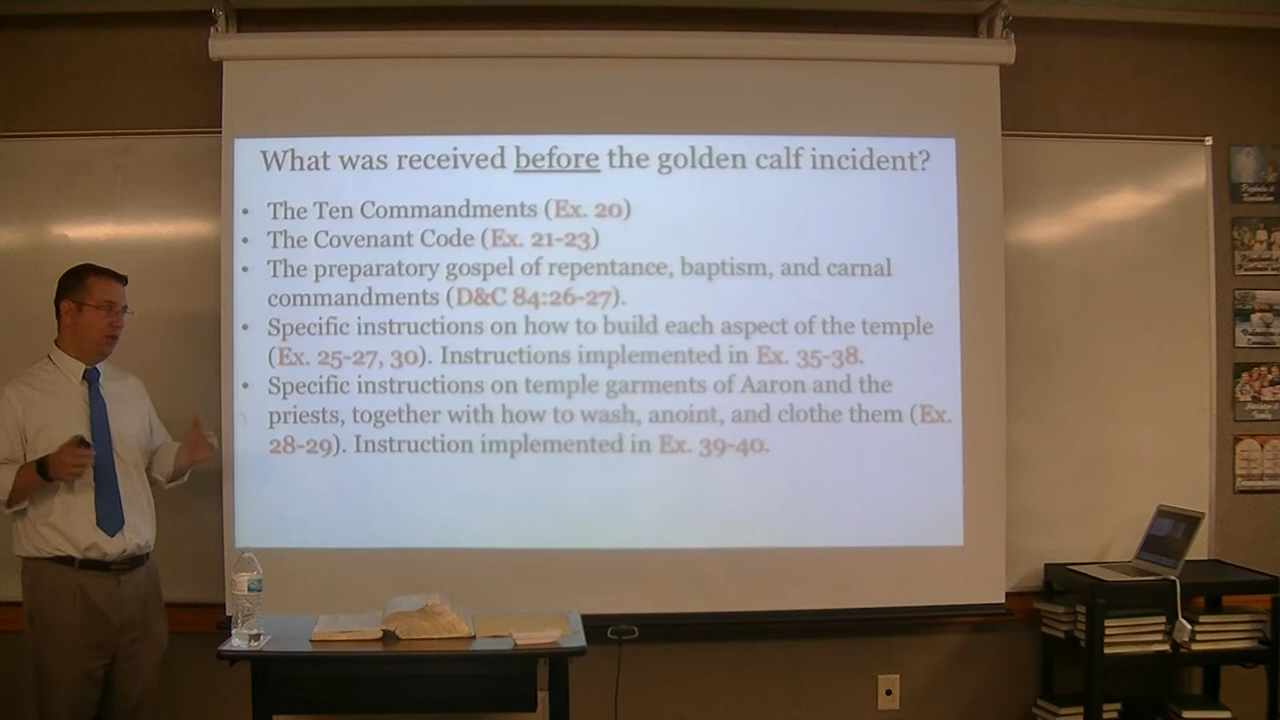 What was received before the golden calf incident?
• The Ten Commandments (Ex. 20)
• The Covenant Code (Ex. 21-23)
• The preparatory gospel of repentance, baptism, and carnal
commandments (D&C 84:26-27).
• Specific instructions on how to build each aspect of the temple
(Ex. 25-27, 30). Instructions implemented in Ex. 35-38.
• Specific instructions on temple garments of Aaron and the
priests, together with how to wash, anoint, and clothe them (Ex.
28-29). Instruction implemented in Ex. 39-40.